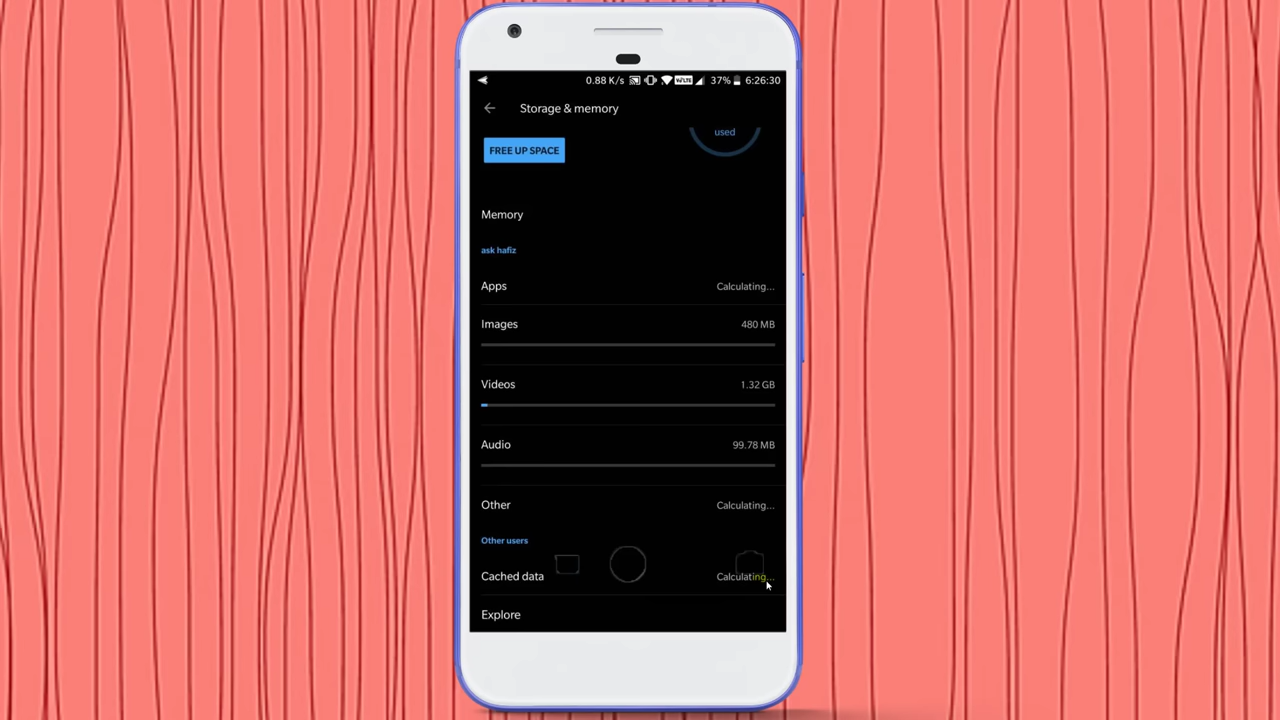 0.88 K/s VoLTE 37% 6:26:30
Storage & memory
used
FREE UP SPACE
Memory
ask hafiz
Apps Calculating...
Images 480 MB
Videos 1.32 GB
Audio 99.78 MB
Other Calculating...
Other users
Cached data Calculating...
Explore